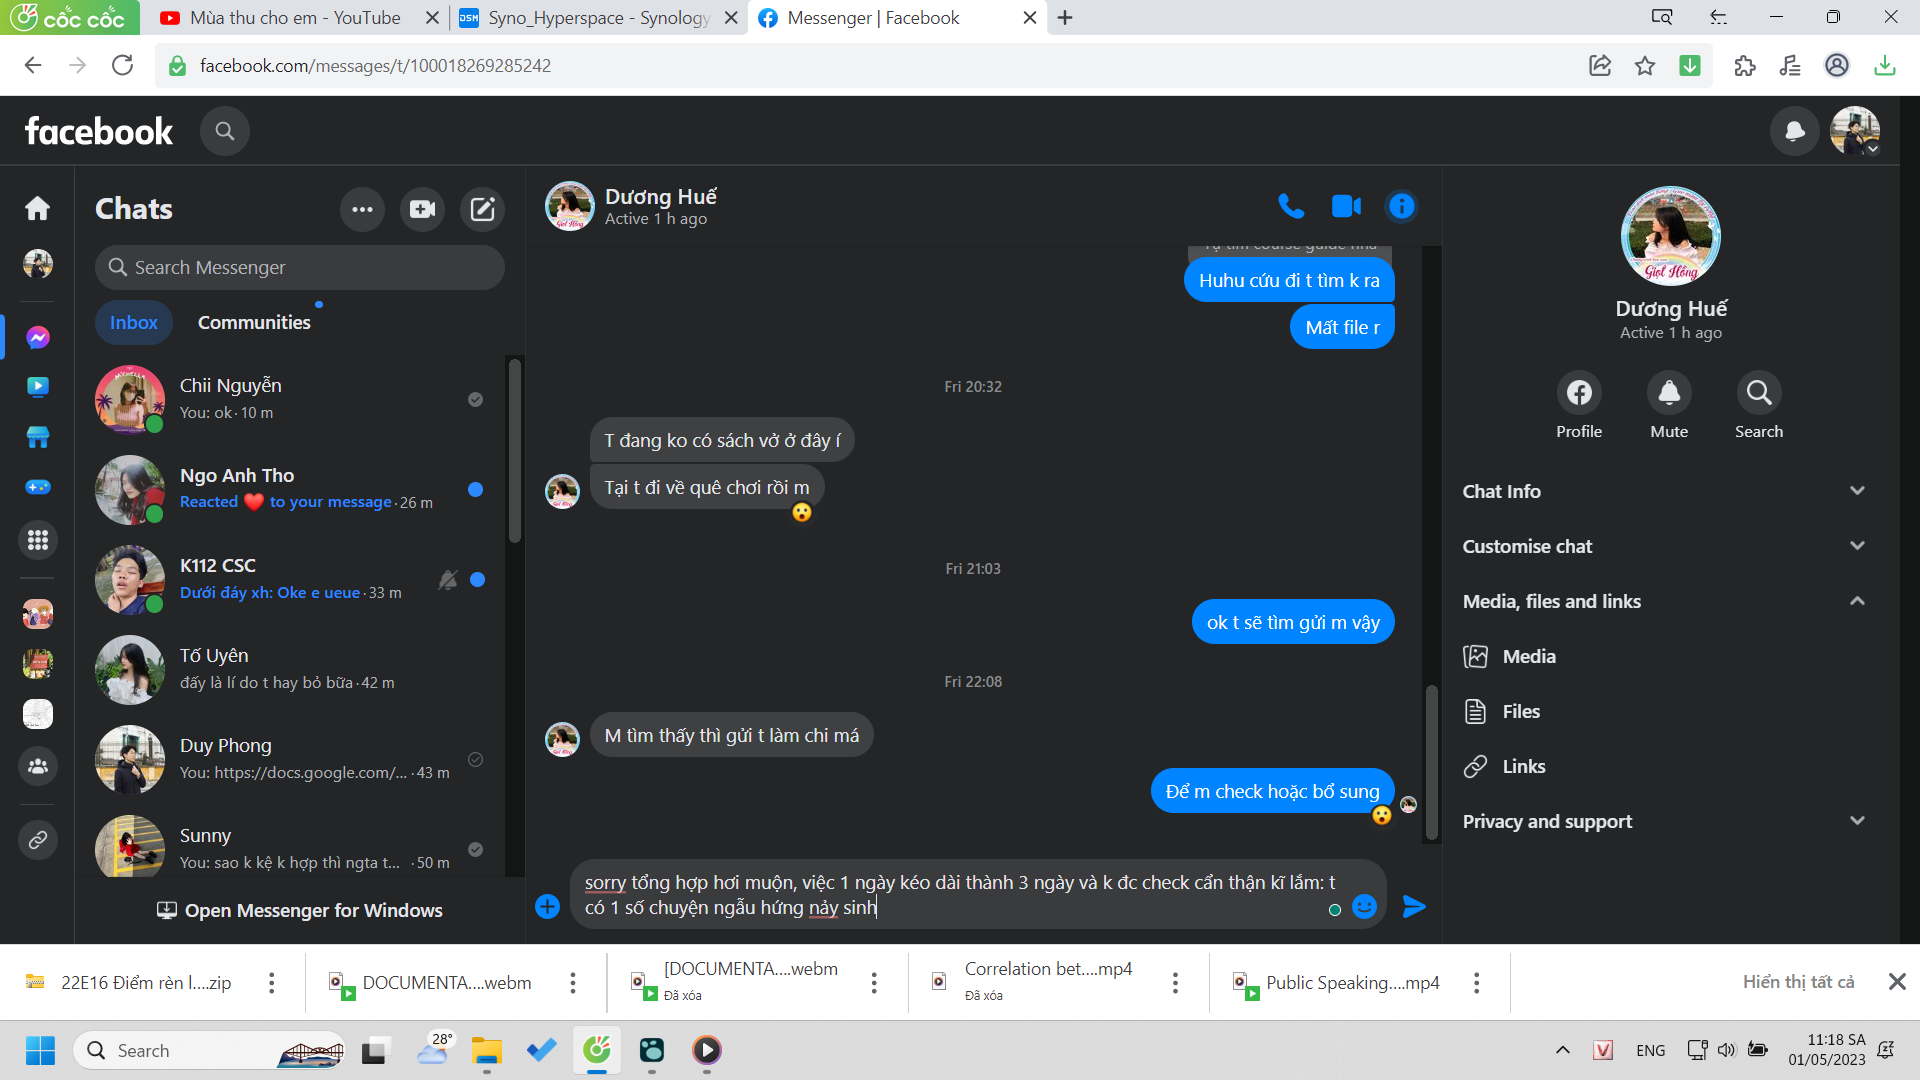 cốc cốc
Mùa thu cho em - YouTube
DSM
Syno_Hyperspace - Synology
Messenger | Facebook
facebook.com/messages/t/100018269285242
facebook
Chats
Search Messenger
Inbox
Communities
Chii Nguyễn
You: ok · 10 m
Ngo Anh Tho
Reacted ❤️ to your message · 26 m
K112 CSC
Dưới đáy xh: Oke e ueue · 33 m
Tố Uyên
đấy là lí do t hay bỏ bữa · 42 m
Duy Phong
You: https://docs.google.com/... · 43 m
Sunny
You: sao k kệ k hợp thì ngta t... · 50 m
Open Messenger for Windows
Dương Huế
Active 1 h ago
Huhu cứu đi t tìm k ra
Mất file r
Fri 20:32
T đang ko có sách vở ở đây í
Tại t đi về quê chơi rồi m
Fri 21:03
ok t sẽ tìm gửi m vậy
Fri 22:08
M tìm thấy thì gửi t làm chi má
Để m check hoặc bổ sung
sorry tổng hợp hơi muộn, việc 1 ngày kéo dài thành 3 ngày và k đc check cẩn thận kĩ lắm: t
có 1 số chuyện ngẫu hứng nảy sinh
Giọt Hồng
Dương Huế
Active 1 h ago
Profile
Mute
Search
Chat Info
Customise chat
Media, files and links
Media
Files
Links
Privacy and support
22E16 Điểm rèn l....zip
DOCUMENTA....webm
[DOCUMENTA....webm
Đã xóa
Correlation bet....mp4
Đã xóa
Public Speaking....mp4
Hiển thị tất cả
Search
28°
V
ENG
11:18 SA
01/05/2023